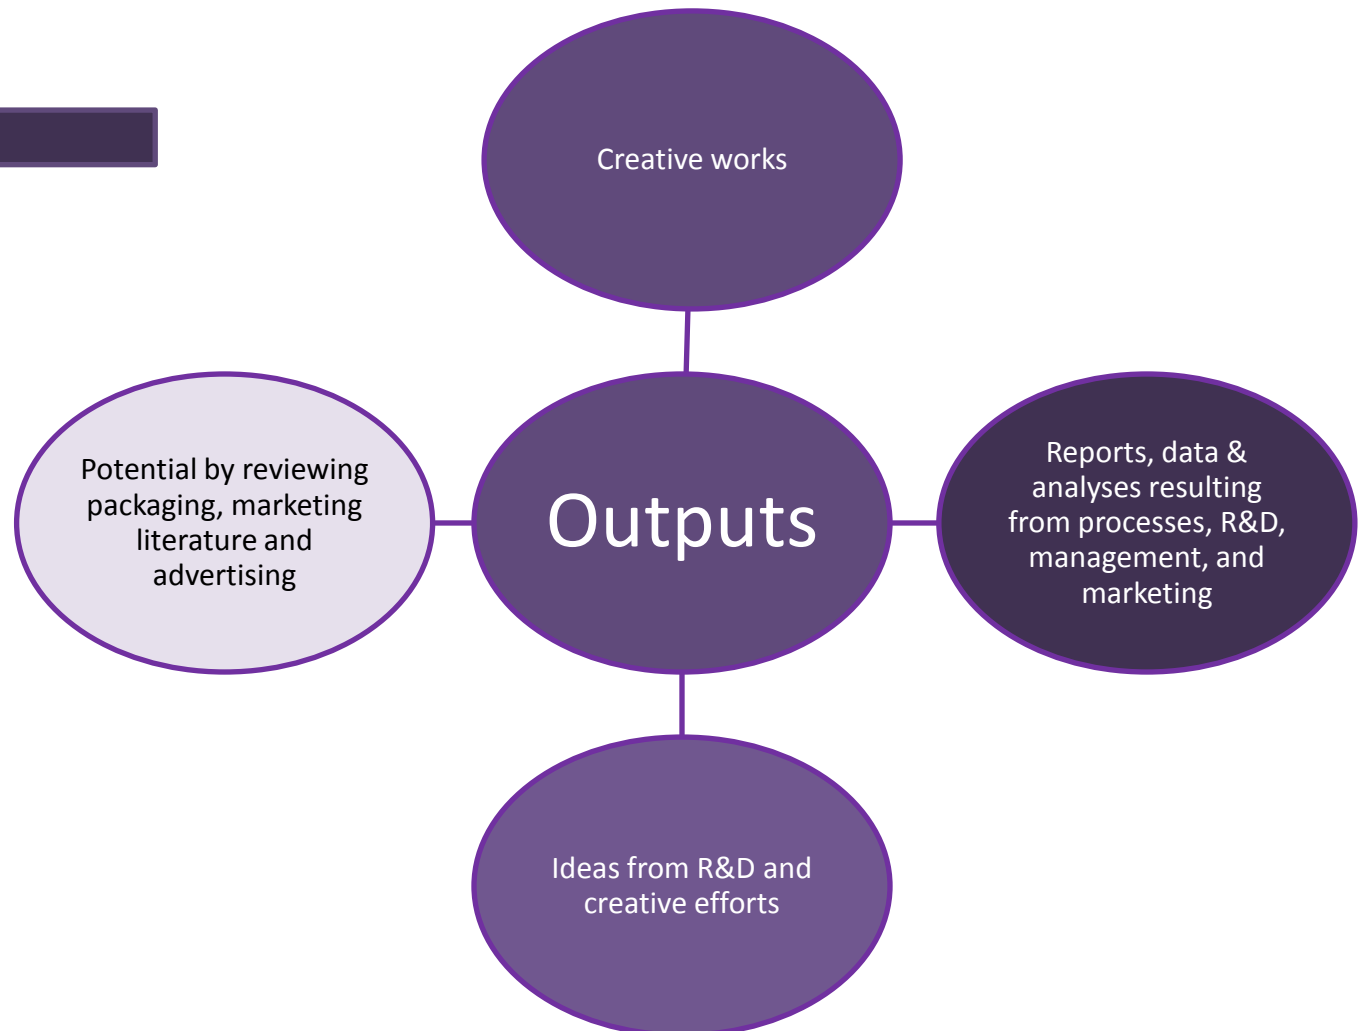 Creative works
Potential by reviewing
packaging, marketing
literature and
advertising
Outputs
Reports, data &
analyses resulting
from processes, R&D,
management, and
marketing
Ideas from R&D and
creative efforts